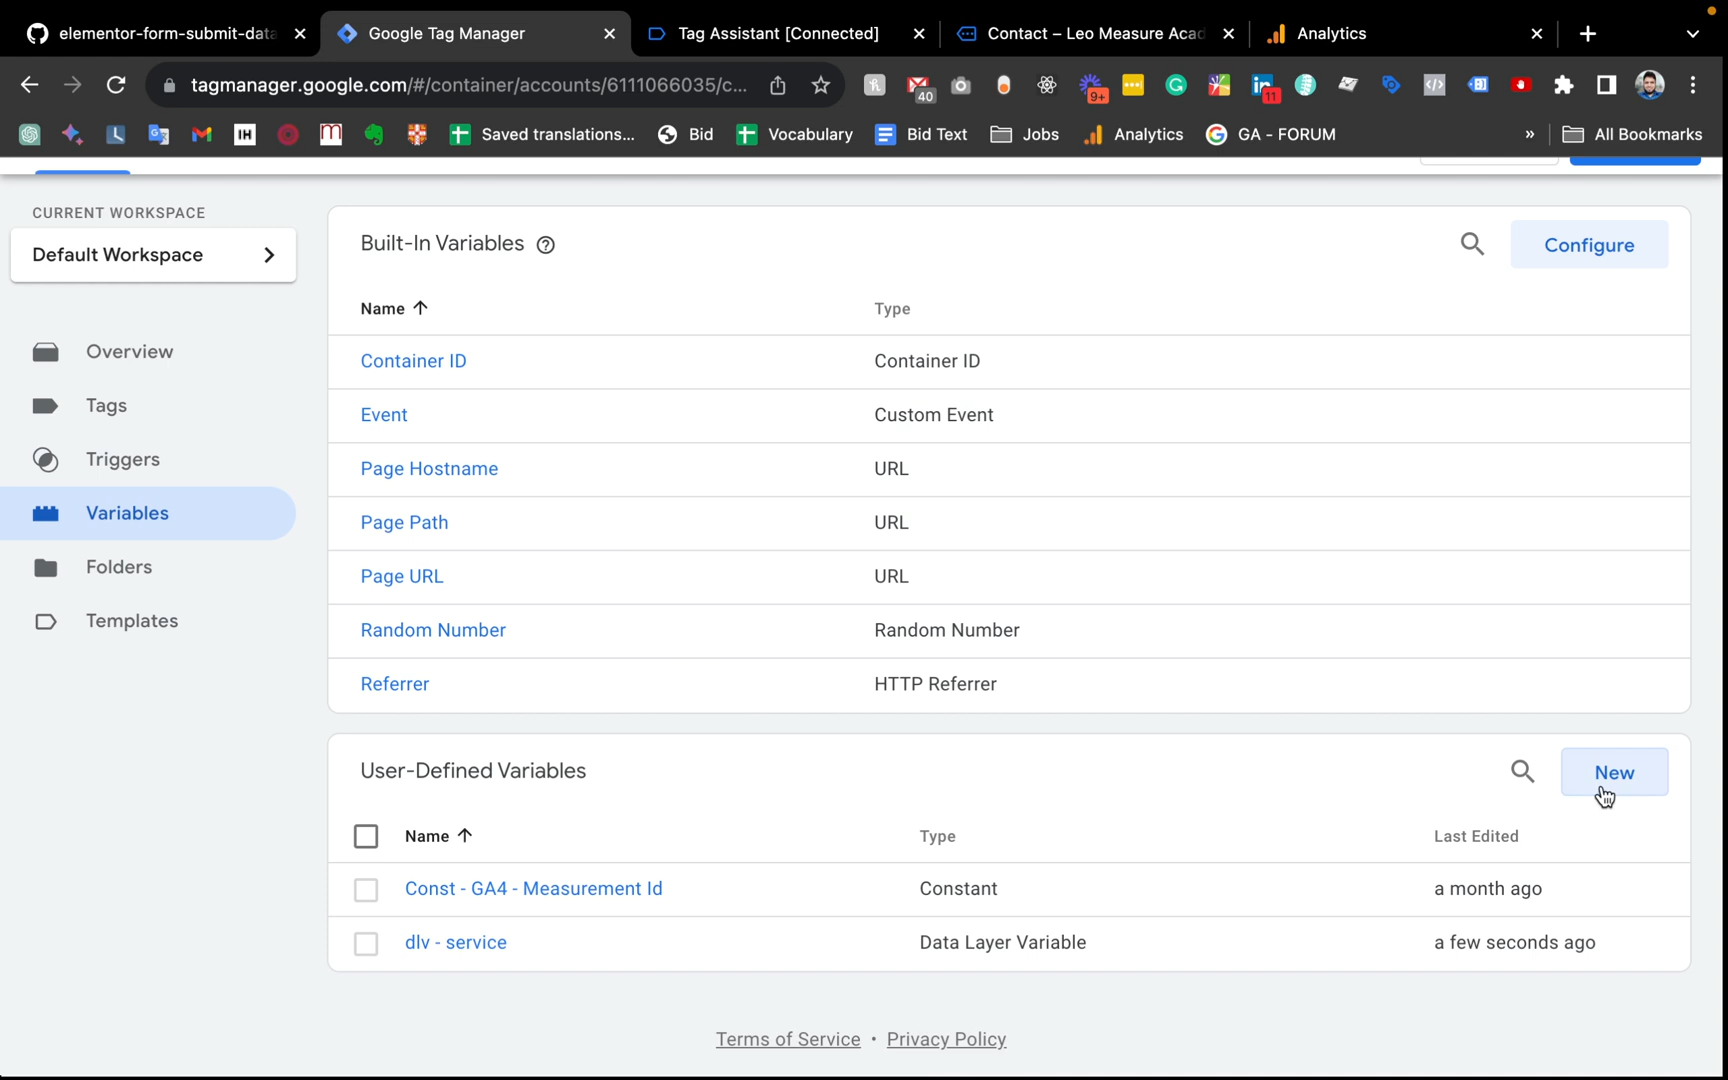 elementor-form-submit-data
Google Tag Manager
Tag Assistant [Connected]
Contact – Leo Measure Acad
Analytics
tagmanager.google.com/#/container/accounts/6111066035/c...
40
9+
11
IH
Saved translations...
Bid
Vocabulary
Bid Text
Jobs
Analytics
GA - FORUM
»
All Bookmarks
CURRENT WORKSPACE
Default Workspace
Overview
Tags
Triggers
Variables
Folders
Templates
Built-In Variables
Configure
Name Type
Container ID Container ID
Event Custom Event
Page Hostname URL
Page Path URL
Page URL URL
Random Number Random Number
Referrer HTTP Referrer
User-Defined Variables
New
Name Type Last Edited
Const - GA4 - Measurement Id Constant a month ago
dlv - service Data Layer Variable a few seconds ago
Terms of Service • Privacy Policy